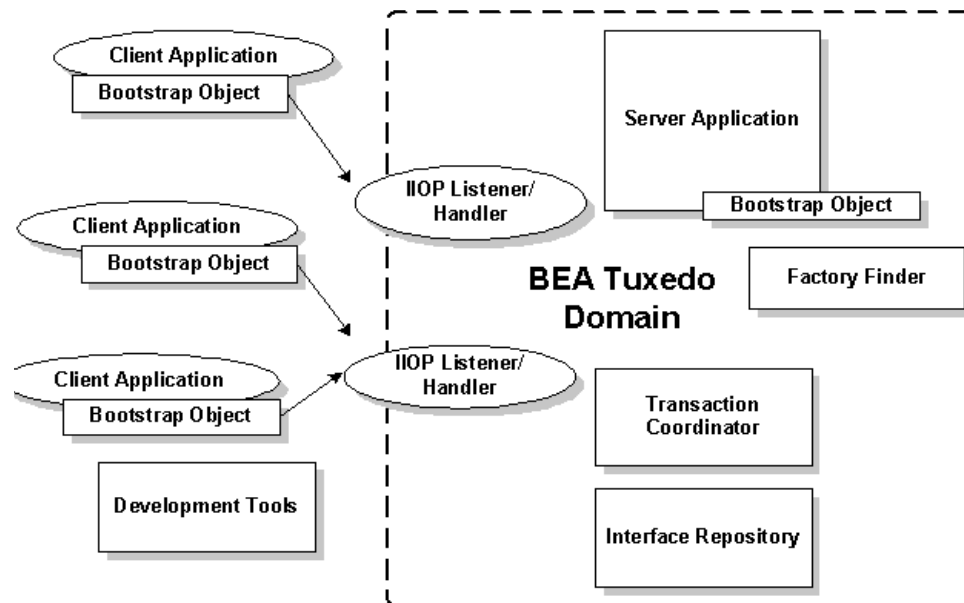 Client Application
Bootstrap Object
Server Application
Bootstrap Object
IIOP Listener/
Handler
Client Application
Bootstrap Object
BEA Tuxedo
Domain
Factory Finder
IIOP Listener/
Handler
Client Application
Bootstrap Object
Transaction
Coordinator
Development Tools
Interface Repository